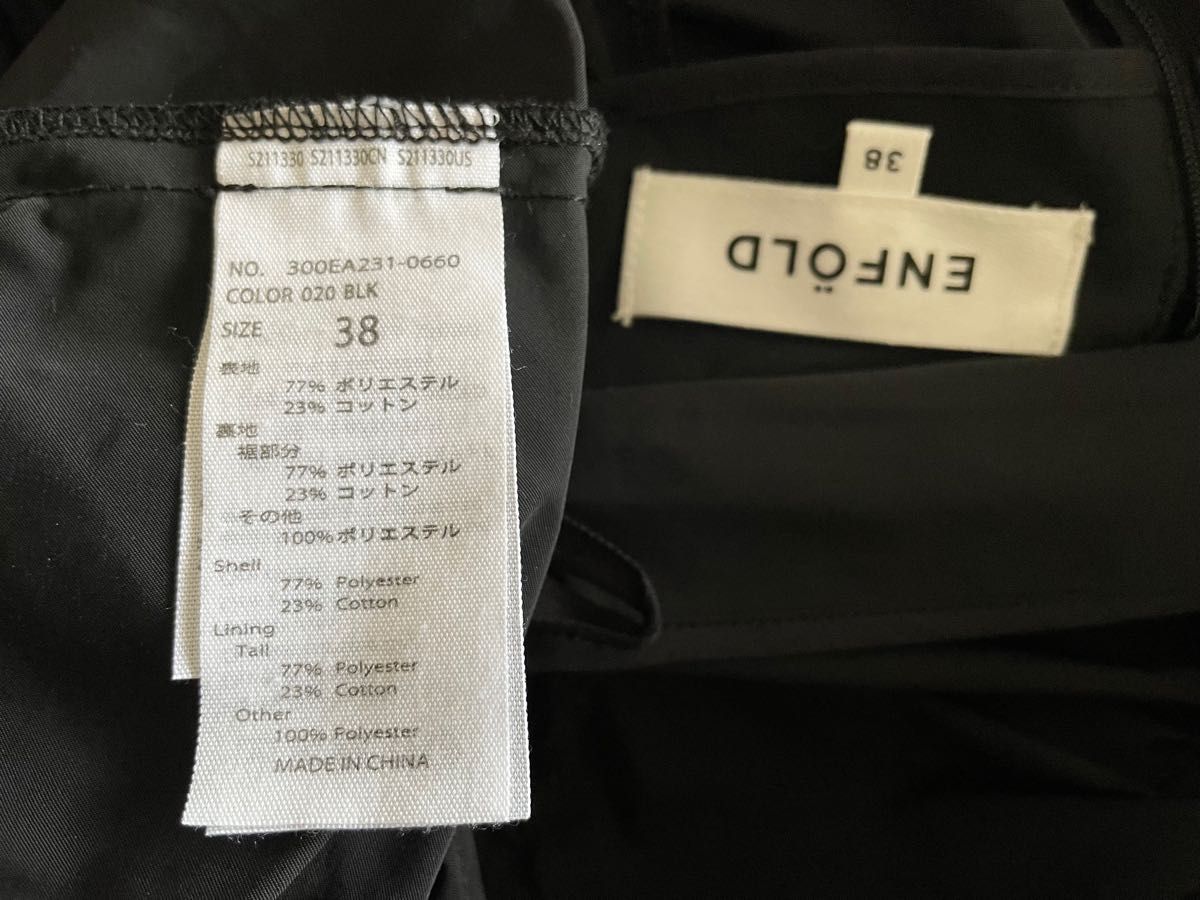 S211330 S211330CN S211330US
NO. 300EA231-0660
COLOR 020 BLK
SIZE 38
表地
77% ポリエステル
23% コットン
裏地
裾部分
77% ポリエステル
23% コットン
その他
100%ポリエステル
Shell
77% Polyester
23% Cotton
Lining
Tall
77% Polyester
23% Cotton
Other
100% Polyester
MADE IN CHINA
ENFÖLD
38